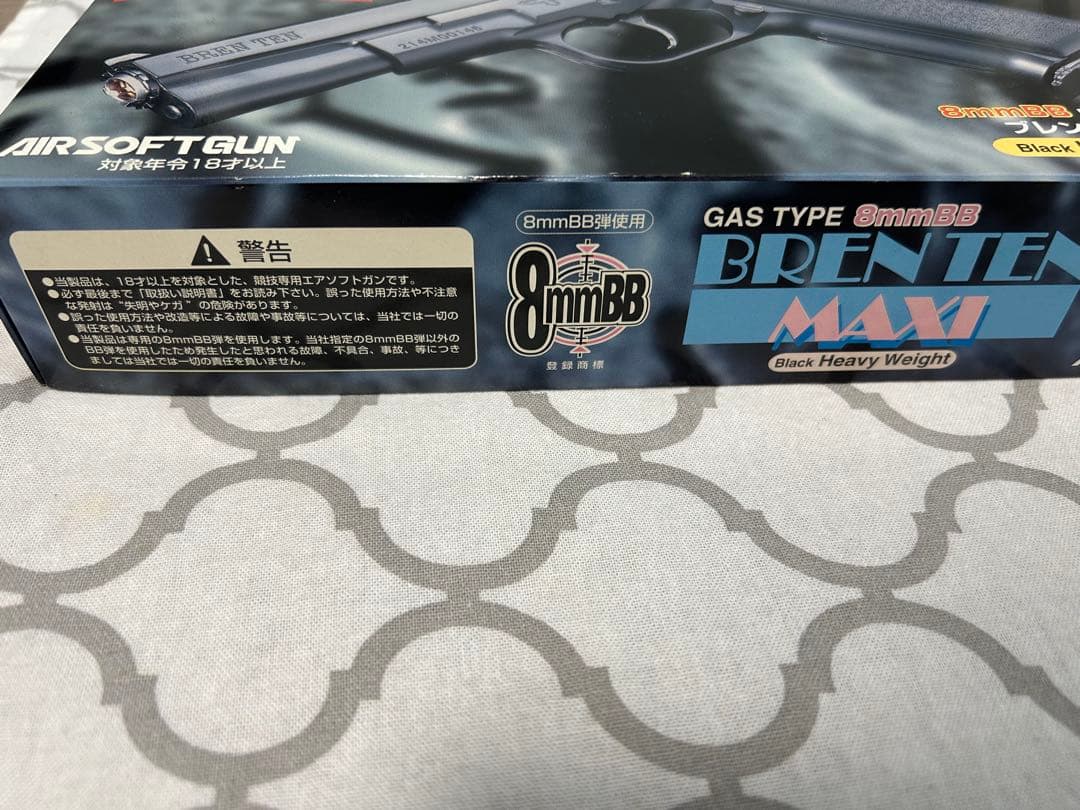 BREN TEN
214M00146
8mmBB
ブレン
Black
AIRSOFTGUN
対象年令18才以上
警告
●当製品は、18才以上を対象とした、競技専用エアソフトガンです。
●必ず最後まで「取扱い説明書」をお読み下さい。誤った使用方法や不注意
な発射は"失明やケガ"の危険があります。
●誤った使用方法や改造等による故障や事故等については、当社では一切の
責任を負いません。
●当製品は専用の8mmBB弾を使用します。当社指定の8mmBB弾以外の
BB弾を使用したため発生したと思われる故障、不具合、事故、等につき
ましては当社では一切の責任を負いません。
8mmBB弾使用
8mmBB
登録商標
GAS TYPE 8mmBB
BREN TEN
MAXI
Black Heavy Weight